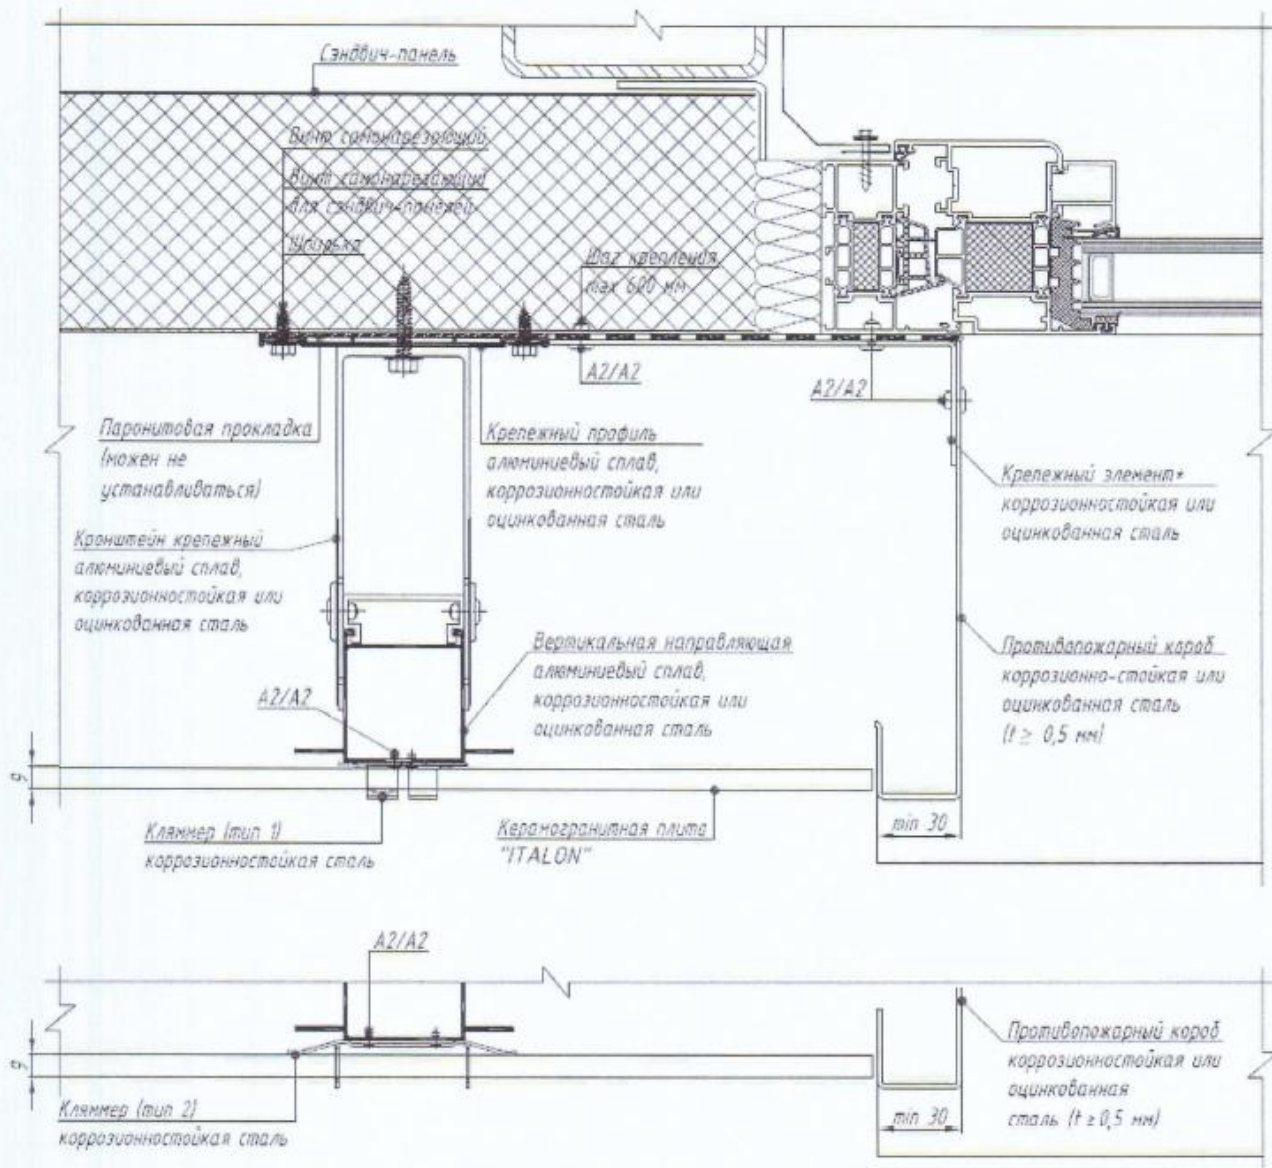 Сэндвич-панель
Винт самонарезающий
Винт самонарезающий
для сэндвич-панелей
Шпилька
Шаг крепления
max 600 мм
A2/A2
A2/A2
Паронитовая прокладка
(можен не
устанавливаться)
Крепежный профиль
алюминиевый сплав,
коррозионностойкая или
оцинкованная сталь
Крепежный элемент*
коррозионностойкая или
оцинкованная сталь
Кронштейн крепежный
алюминиевый сплав,
коррозионностойкая или
оцинкованная сталь
Вертикальная направляющая
алюминиевый сплав,
коррозионностойкая или
оцинкованная сталь
Противопожарный короб
коррозионно-стойкая или
оцинкованная сталь
(t ≥ 0,5 мм)
A2/A2
9
Кляммер (тип 1)
коррозионностойкая сталь
Керамогранитная плита
"ITALON"
min 30
A2/A2
9
Кляммер (тип 2)
коррозионностойкая сталь
min 30
Противопожарный короб
коррозионностойкая или
оцинкованная
сталь (t ≥ 0,5 мм)